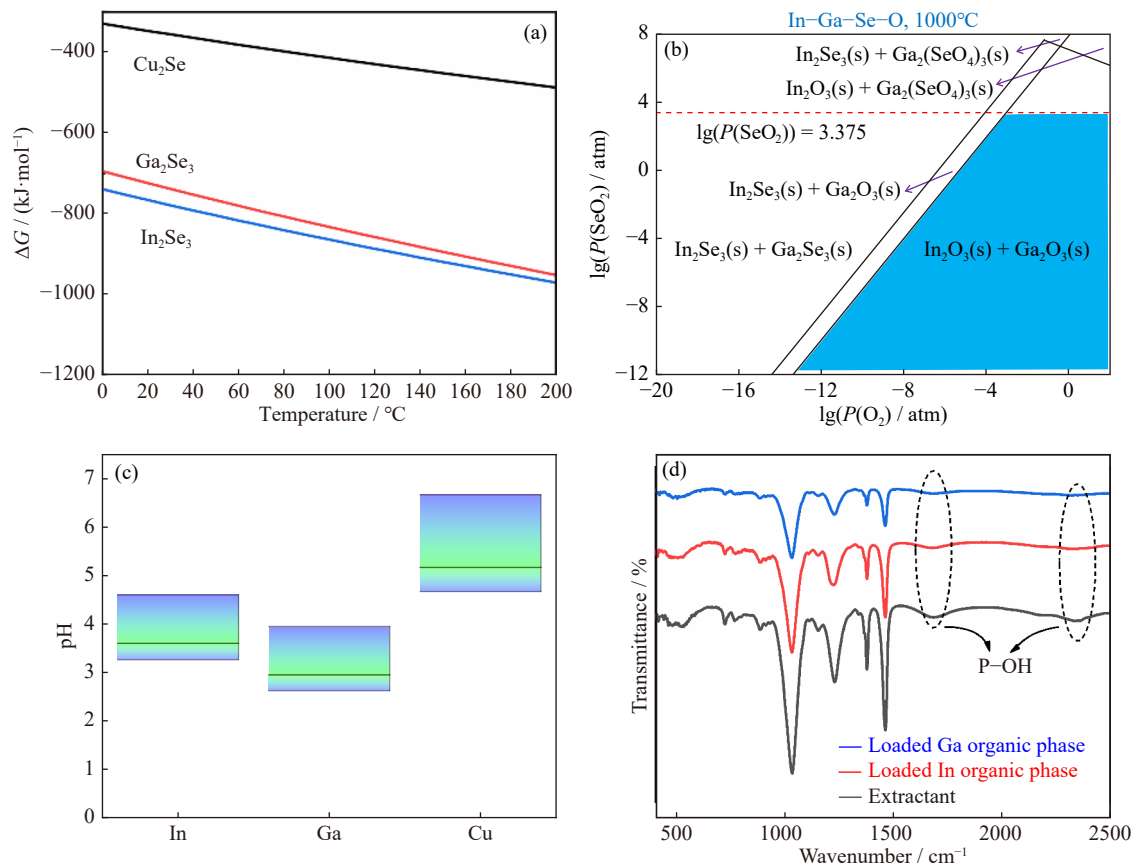 (a)
Cu₂Se
Ga₂Se₃
In₂Se₃
−400
−600
−800
−1000
−1200
0 20 40 60 80 100 120 140 160 180 200
ΔG / (kJ·mol⁻¹)
Temperature / °C
In−Ga−Se−O, 1000°C
(b)
In₂Se₃(s) + Ga₂(SeO₄)₃(s)
In₂O₃(s) + Ga₂(SeO₄)₃(s)
lg(P(SeO₂)) = 3.375
In₂Se₃(s) + Ga₂O₃(s)
In₂Se₃(s) + Ga₂Se₃(s)
In₂O₃(s) + Ga₂O₃(s)
8
4
0
−4
−8
−12
−20 −16 −12 −8 −4 0
lg(P(SeO₂) / atm)
lg(P(O₂) / atm)
(c)
7
6
5
4
3
2
1
0
pH
In Ga Cu
(d)
P−OH
Loaded Ga organic phase
Loaded In organic phase
Extractant
500 1000 1500 2000 2500
Transmittance / %
Wavenumber / cm⁻¹